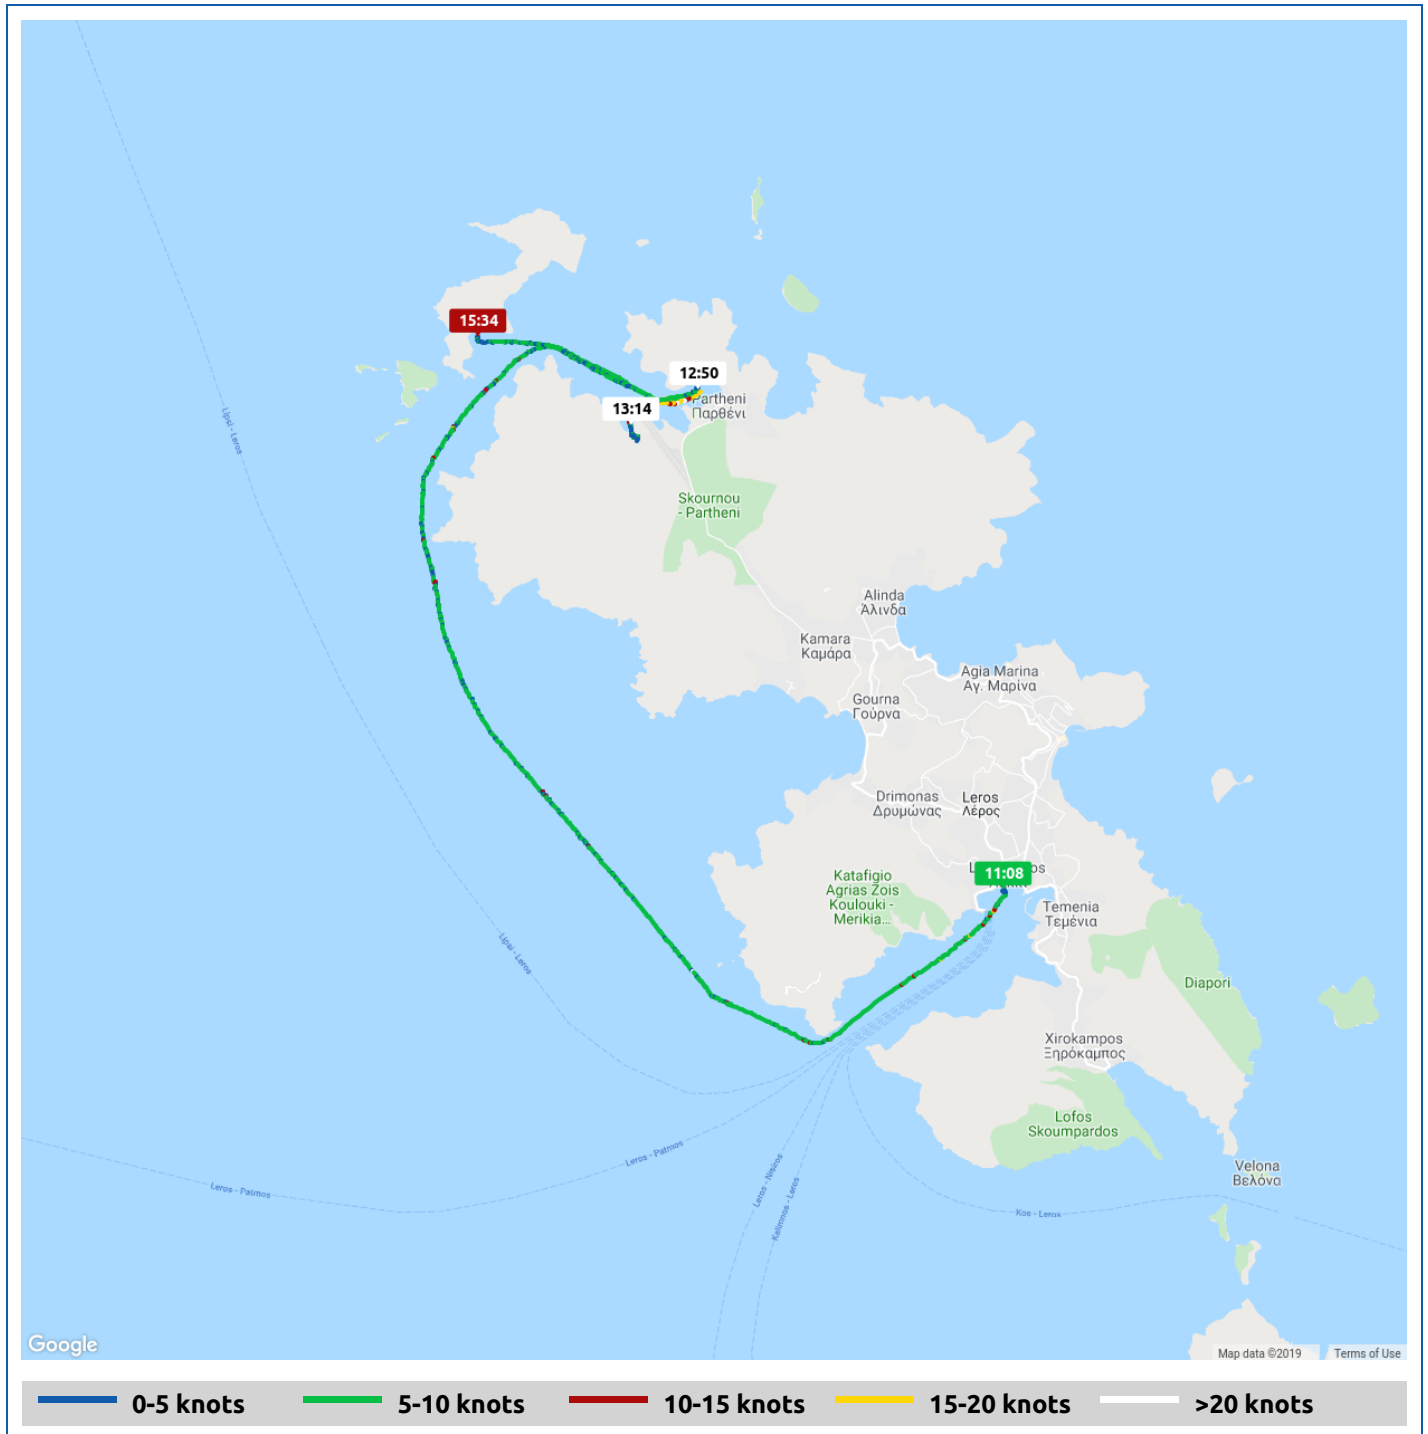 Lipsi - Leros
15:34
12:50
Partheni
Παρθένι
13:14
Skournou
- Partheni
Alinda
Άλινδα
Kamara
Καμάρα
Agia Marina
Αγ. Μαρίνα
Gourna
Γούρνα
Drimonas
Δρυμώνας
Leros
Λέρος
11:08
Katafigio
Agrias Zois
Koulouki -
Merikia...
Temenia
Τεμένια
Lipsi - Leros
Diapori
Xirokampos
Ξηρόκαμπος
Lofos
Skoumpardos
Leros - Patmos
Leros - Patmos
Leros - Nisiros
Kalimnos - Leros
Velona
Βελόνα
Kos - Leros
Google
Map data ©2019
Terms of Use
0-5 knots
5-10 knots
10-15 knots
15-20 knots
>20 knots